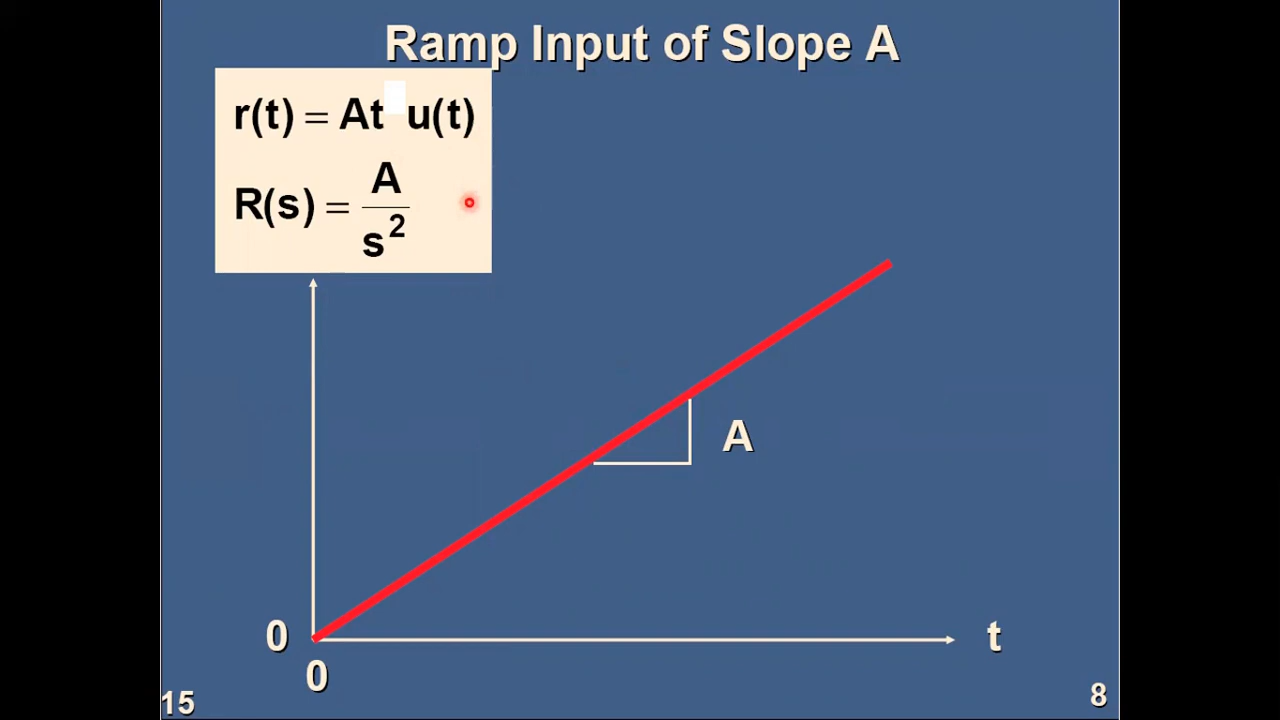 Ramp Input of Slope A
r(t) = At u(t)
R(s) = A/s²
A
0
t
0
15
8